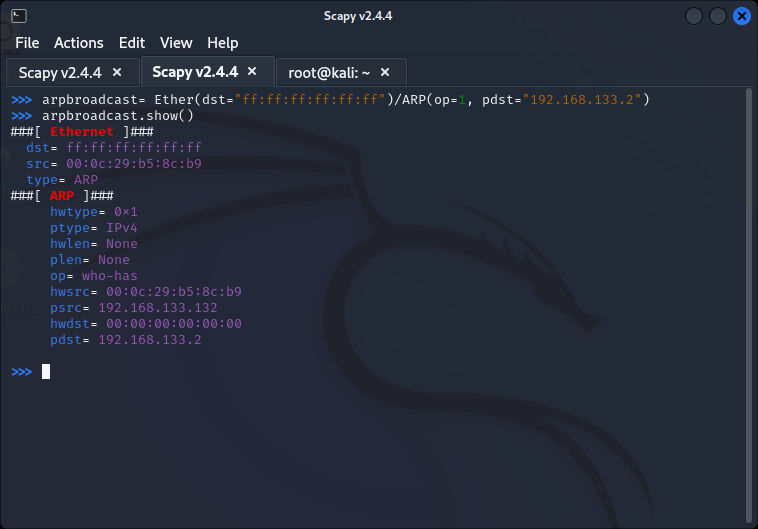 Scapy v2.4.4
File Actions Edit View Help
Scapy v2.4.4 × Scapy v2.4.4 × root@kali: ~ ×
>>> arpbroadcast= Ether(dst="ff:ff:ff:ff:ff:ff")/ARP(op=1, pdst="192.168.133.2")
>>> arpbroadcast.show()
###[ Ethernet ]###
dst= ff:ff:ff:ff:ff:ff
src= 00:0c:29:b5:8c:b9
type= ARP
###[ ARP ]###
hwtype= 0x1
ptype= IPv4
hwlen= None
plen= None
op= who-has
hwsrc= 00:0c:29:b5:8c:b9
psrc= 192.168.133.132
hwdst= 00:00:00:00:00:00
pdst= 192.168.133.2
>>>